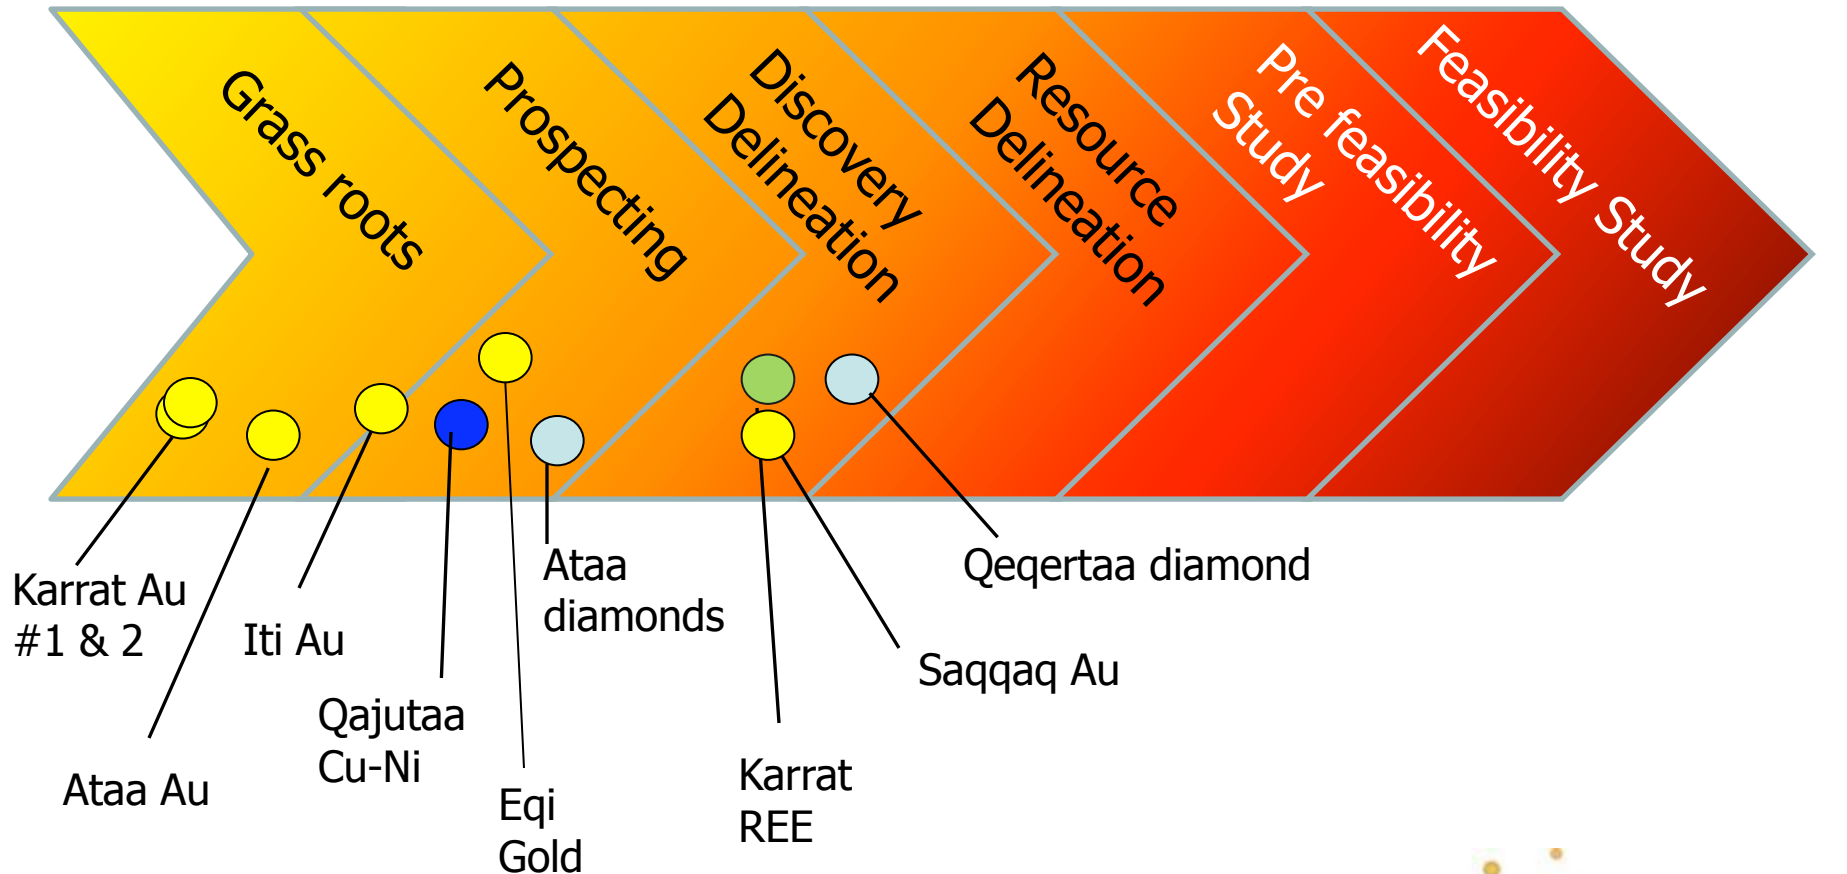 Grass roots
Prospecting
Discovery
Delineation
Resource
Delineation
Pre feasibility
Study
Feasibility Study
Karrat Au
#1 & 2
Ataa Au
Iti Au
Qajutaa
Cu-Ni
Eqi
Gold
Ataa
diamonds
Karrat
REE
Saqqaq Au
Qeqertaa diamond